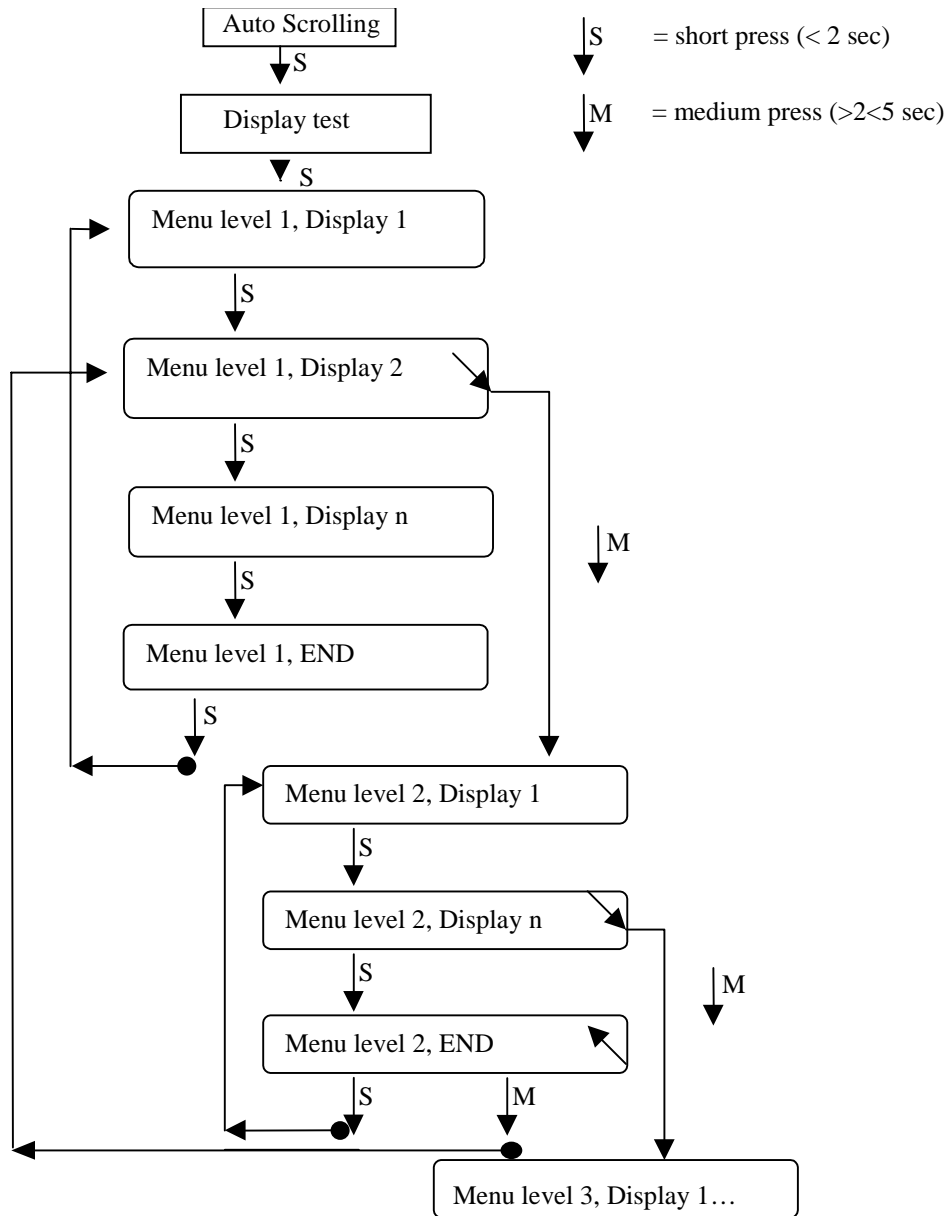 Auto Scrolling
S = short press (< 2 sec)
S
Display test
M = medium press (>2<5 sec)
S
Menu level 1, Display 1
S
Menu level 1, Display 2
S
Menu level 1, Display n
M
S
Menu level 1, END
S
Menu level 2, Display 1
S
Menu level 2, Display n
S
M
Menu level 2, END
S
M
Menu level 3, Display 1…